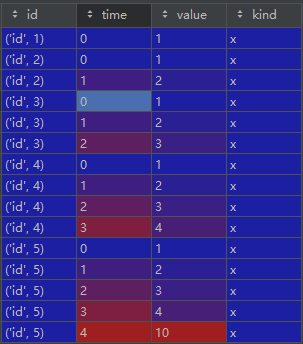 id time value kind
('id', 1) 0 1 x
('id', 2) 0 1 x
('id', 2) 1 2 x
('id', 3) 0 1 x
('id', 3) 1 2 x
('id', 3) 2 3 x
('id', 4) 0 1 x
('id', 4) 1 2 x
('id', 4) 2 3 x
('id', 4) 3 4 x
('id', 5) 0 1 x
('id', 5) 1 2 x
('id', 5) 2 3 x
('id', 5) 3 4 x
('id', 5) 4 10 x